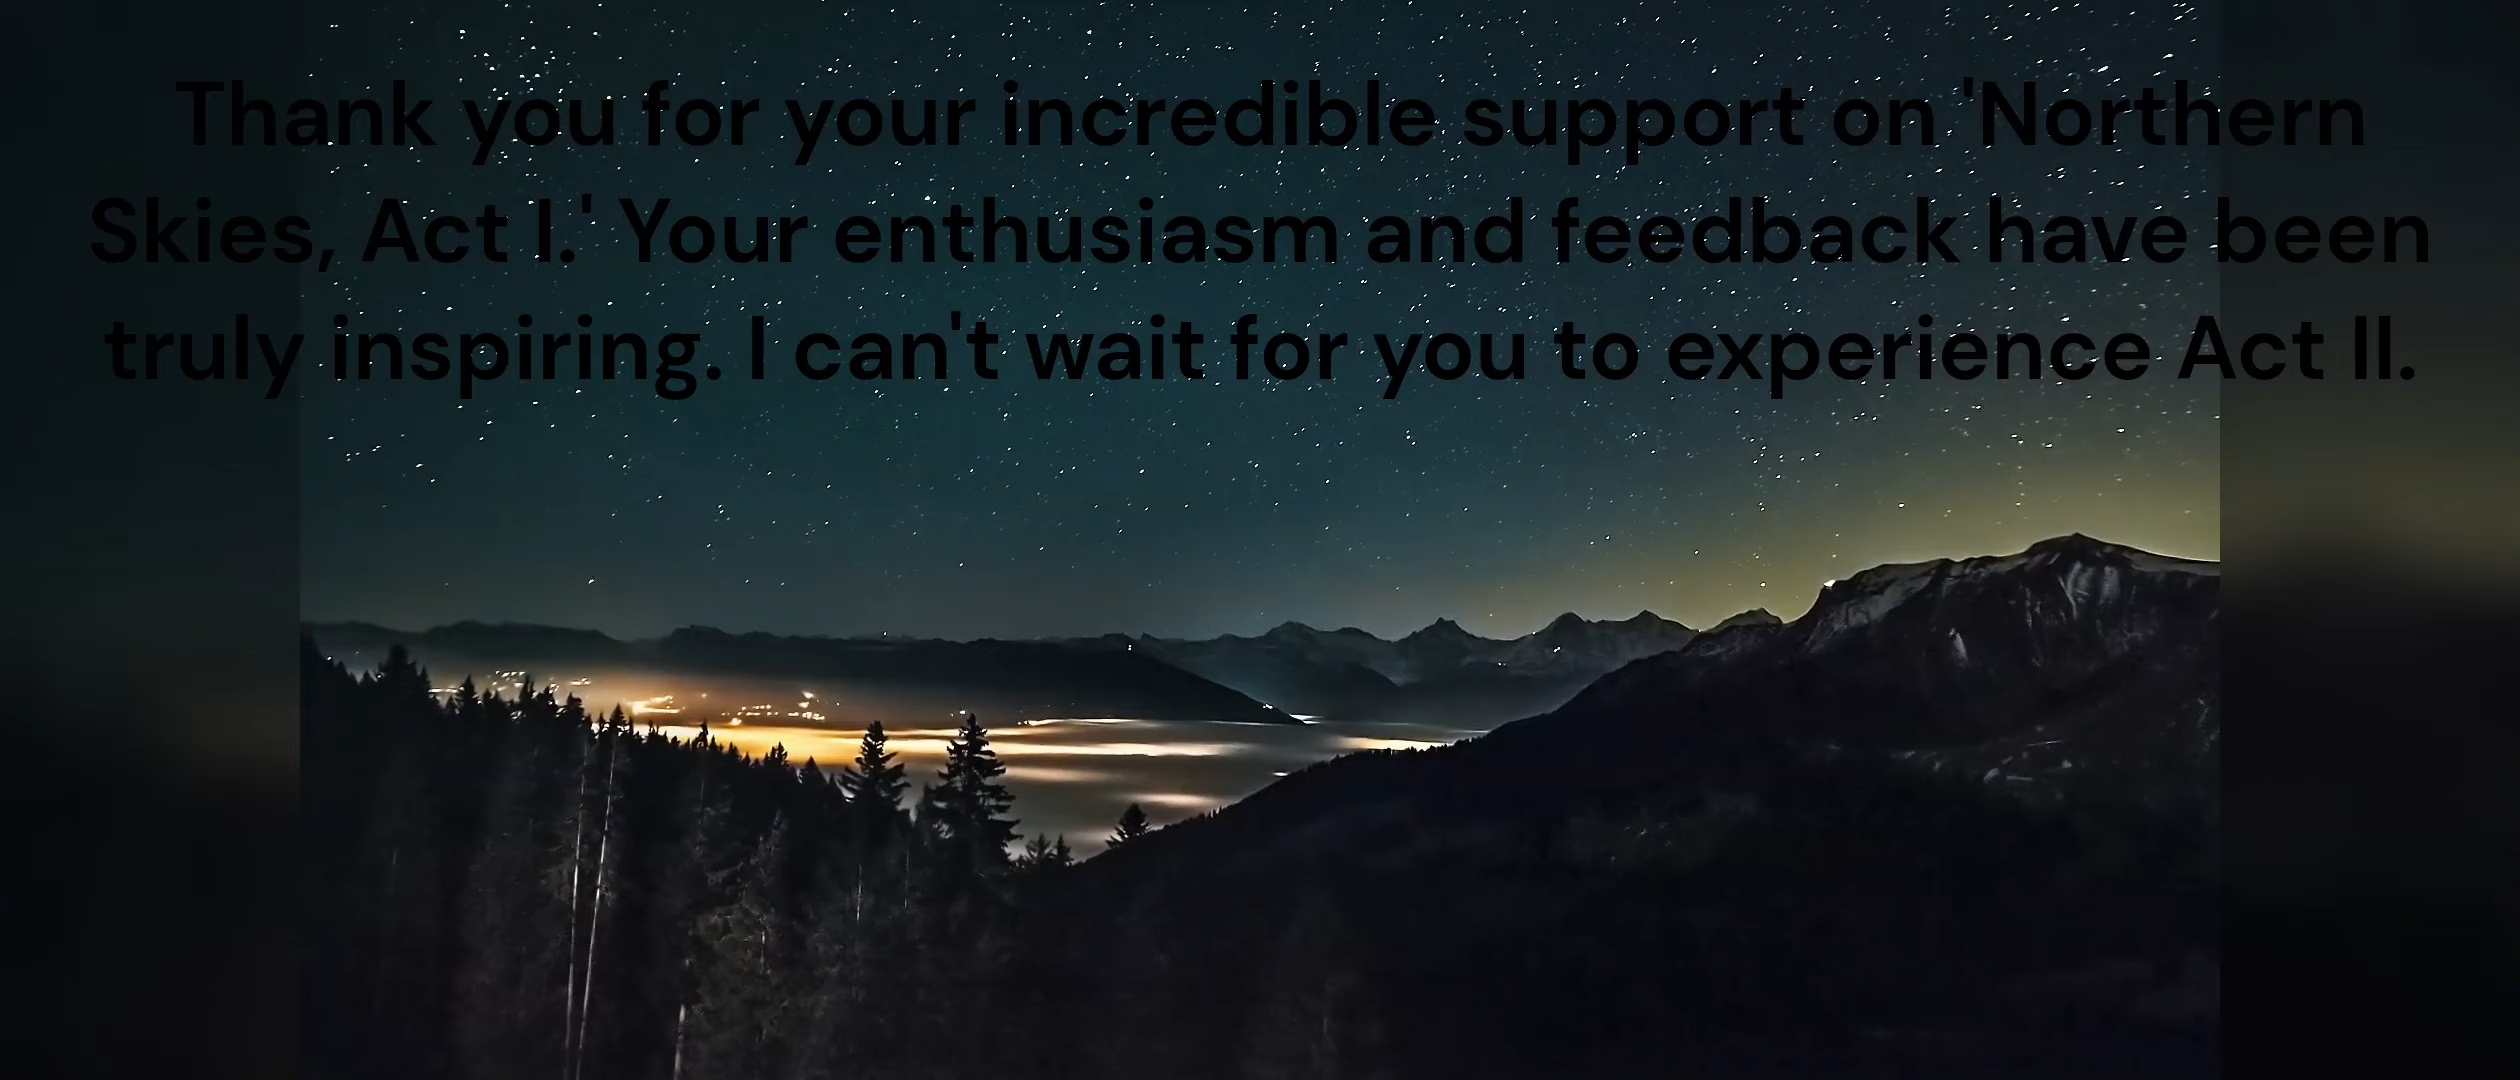 Thank you for your incredible support on 'Northern
Skies, Act I.' Your enthusiasm and feedback have been
truly inspiring. I can't wait for you to experience Act II.